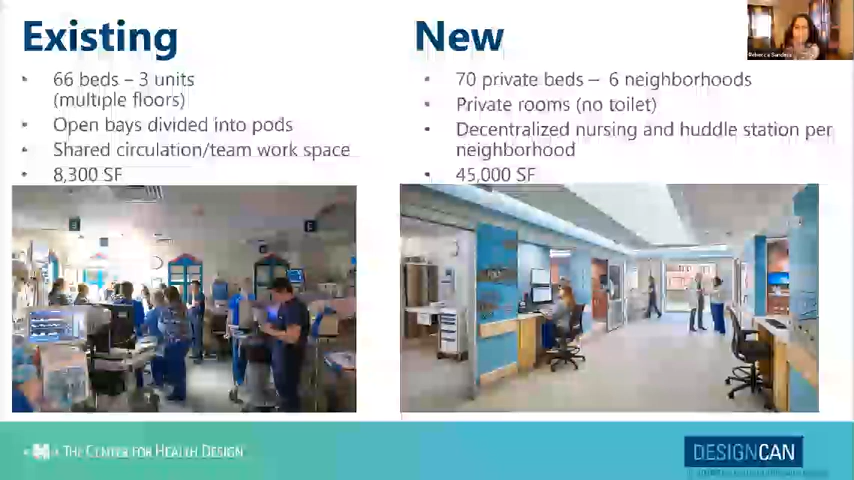 Existing
• 66 beds – 3 units
(multiple floors)
• Open bays divided into pods
• Shared circulation/team work space
• 8,300 SF
New
• 70 private beds – 6 neighborhoods
• Private rooms (no toilet)
• Decentralized nursing and huddle station per
neighborhood
• 45,000 SF
Rebecca Sanders
THE CENTER FOR HEALTH DESIGN
DESIGNCAN